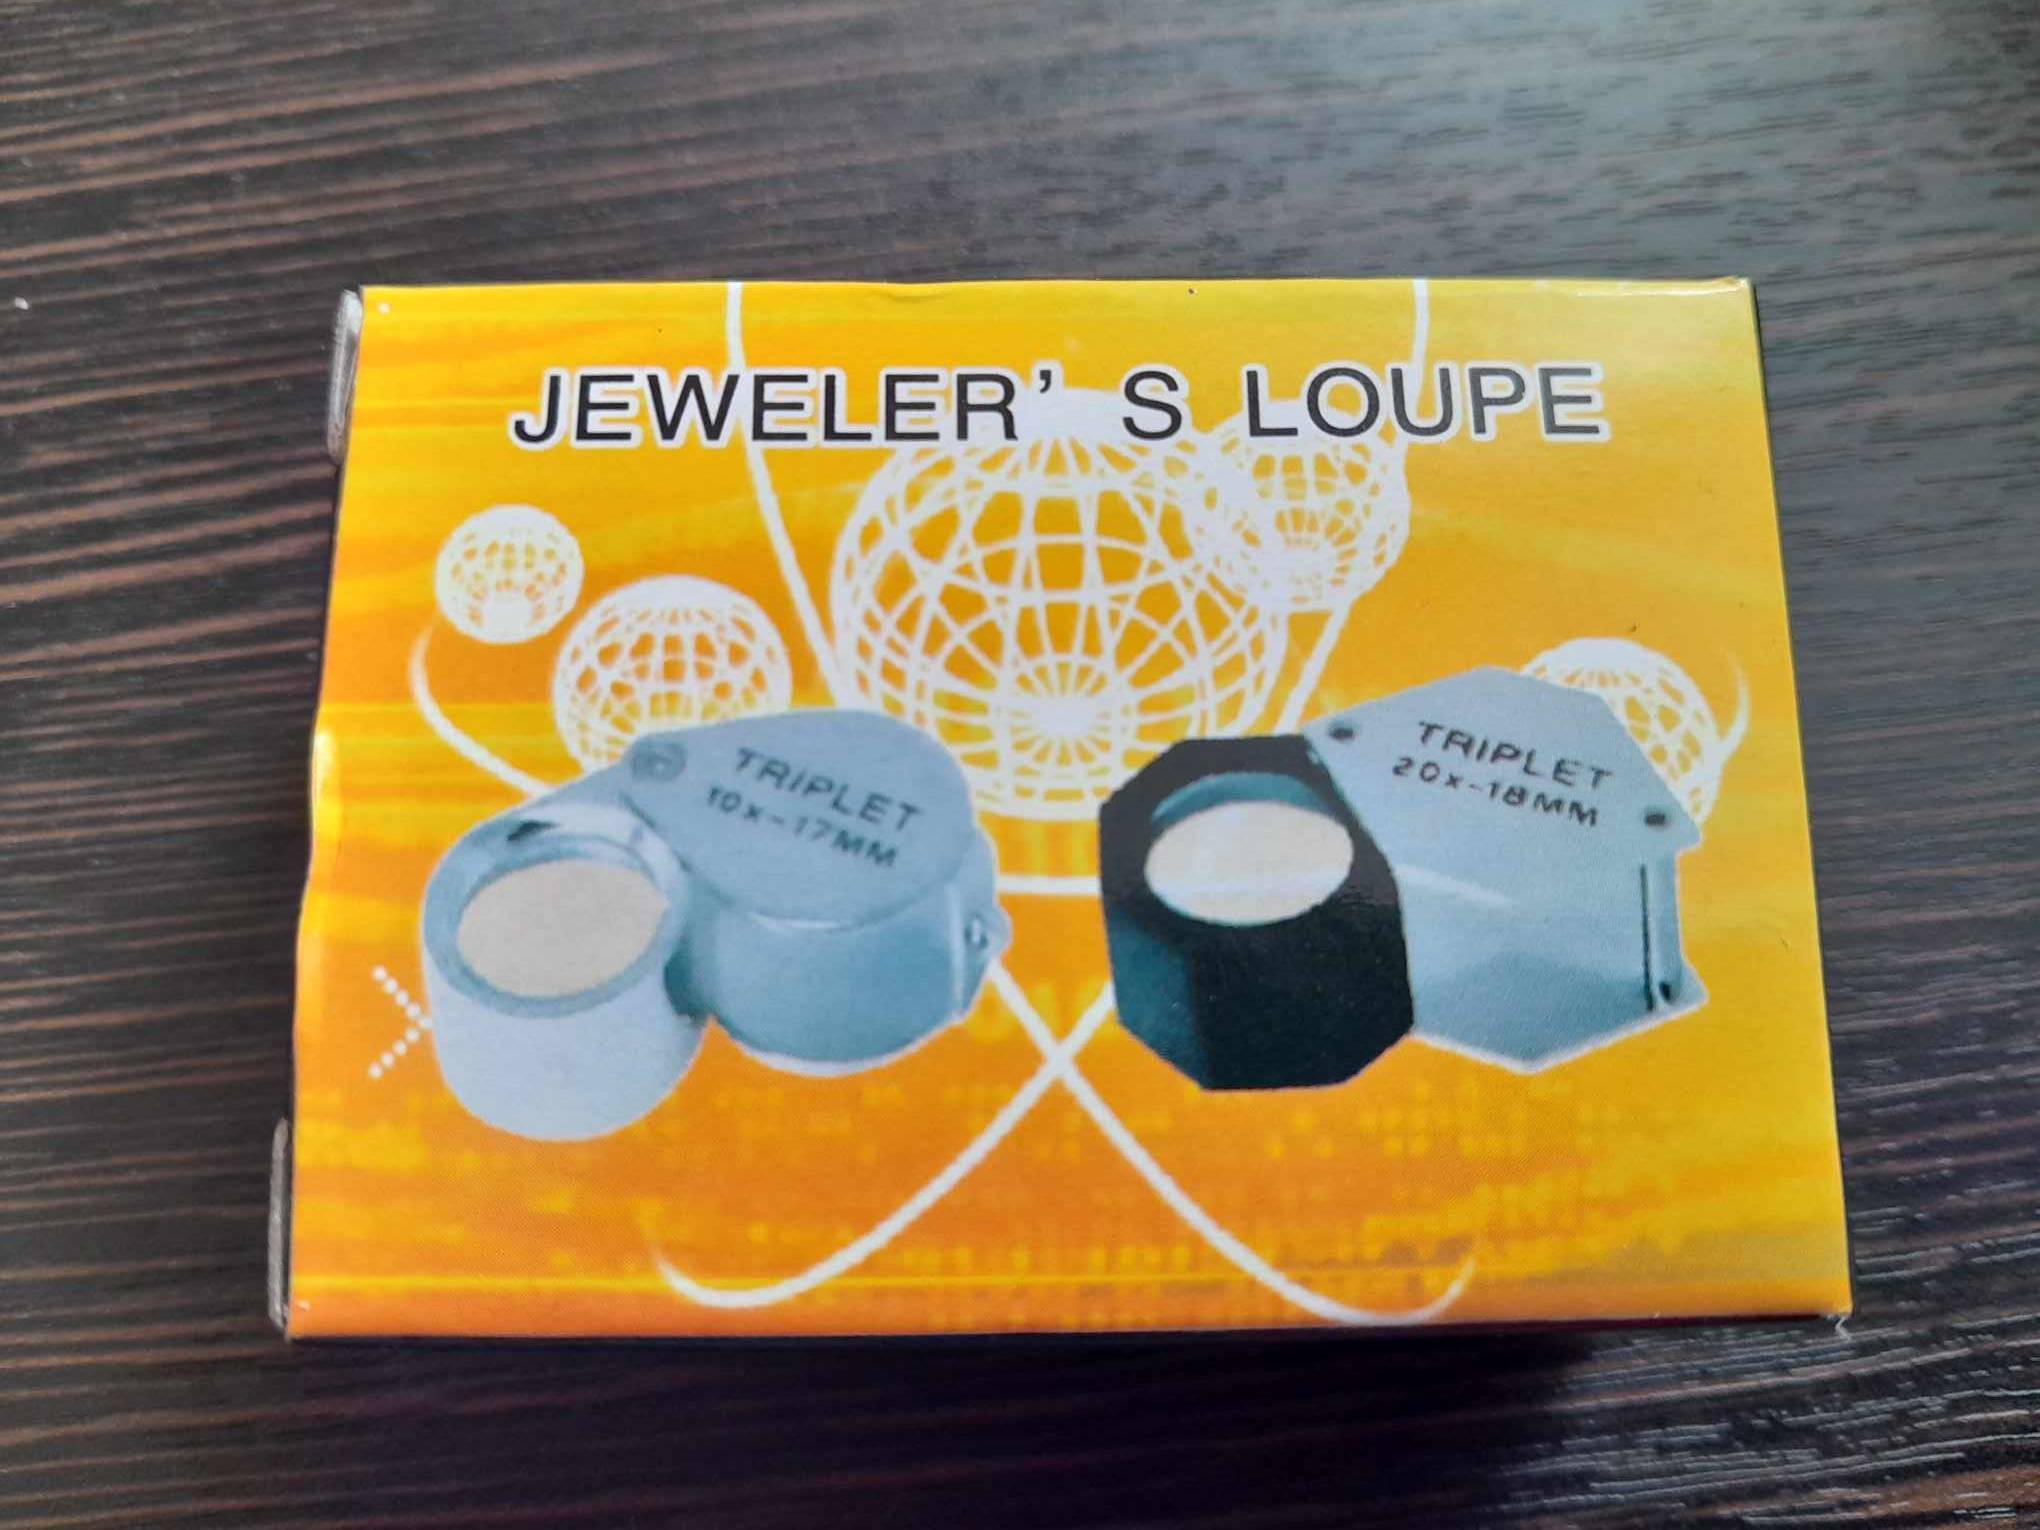 JEWELER' S LOUPE
TRIPLET
10x-17MM
TRIPLET
20x-18MM